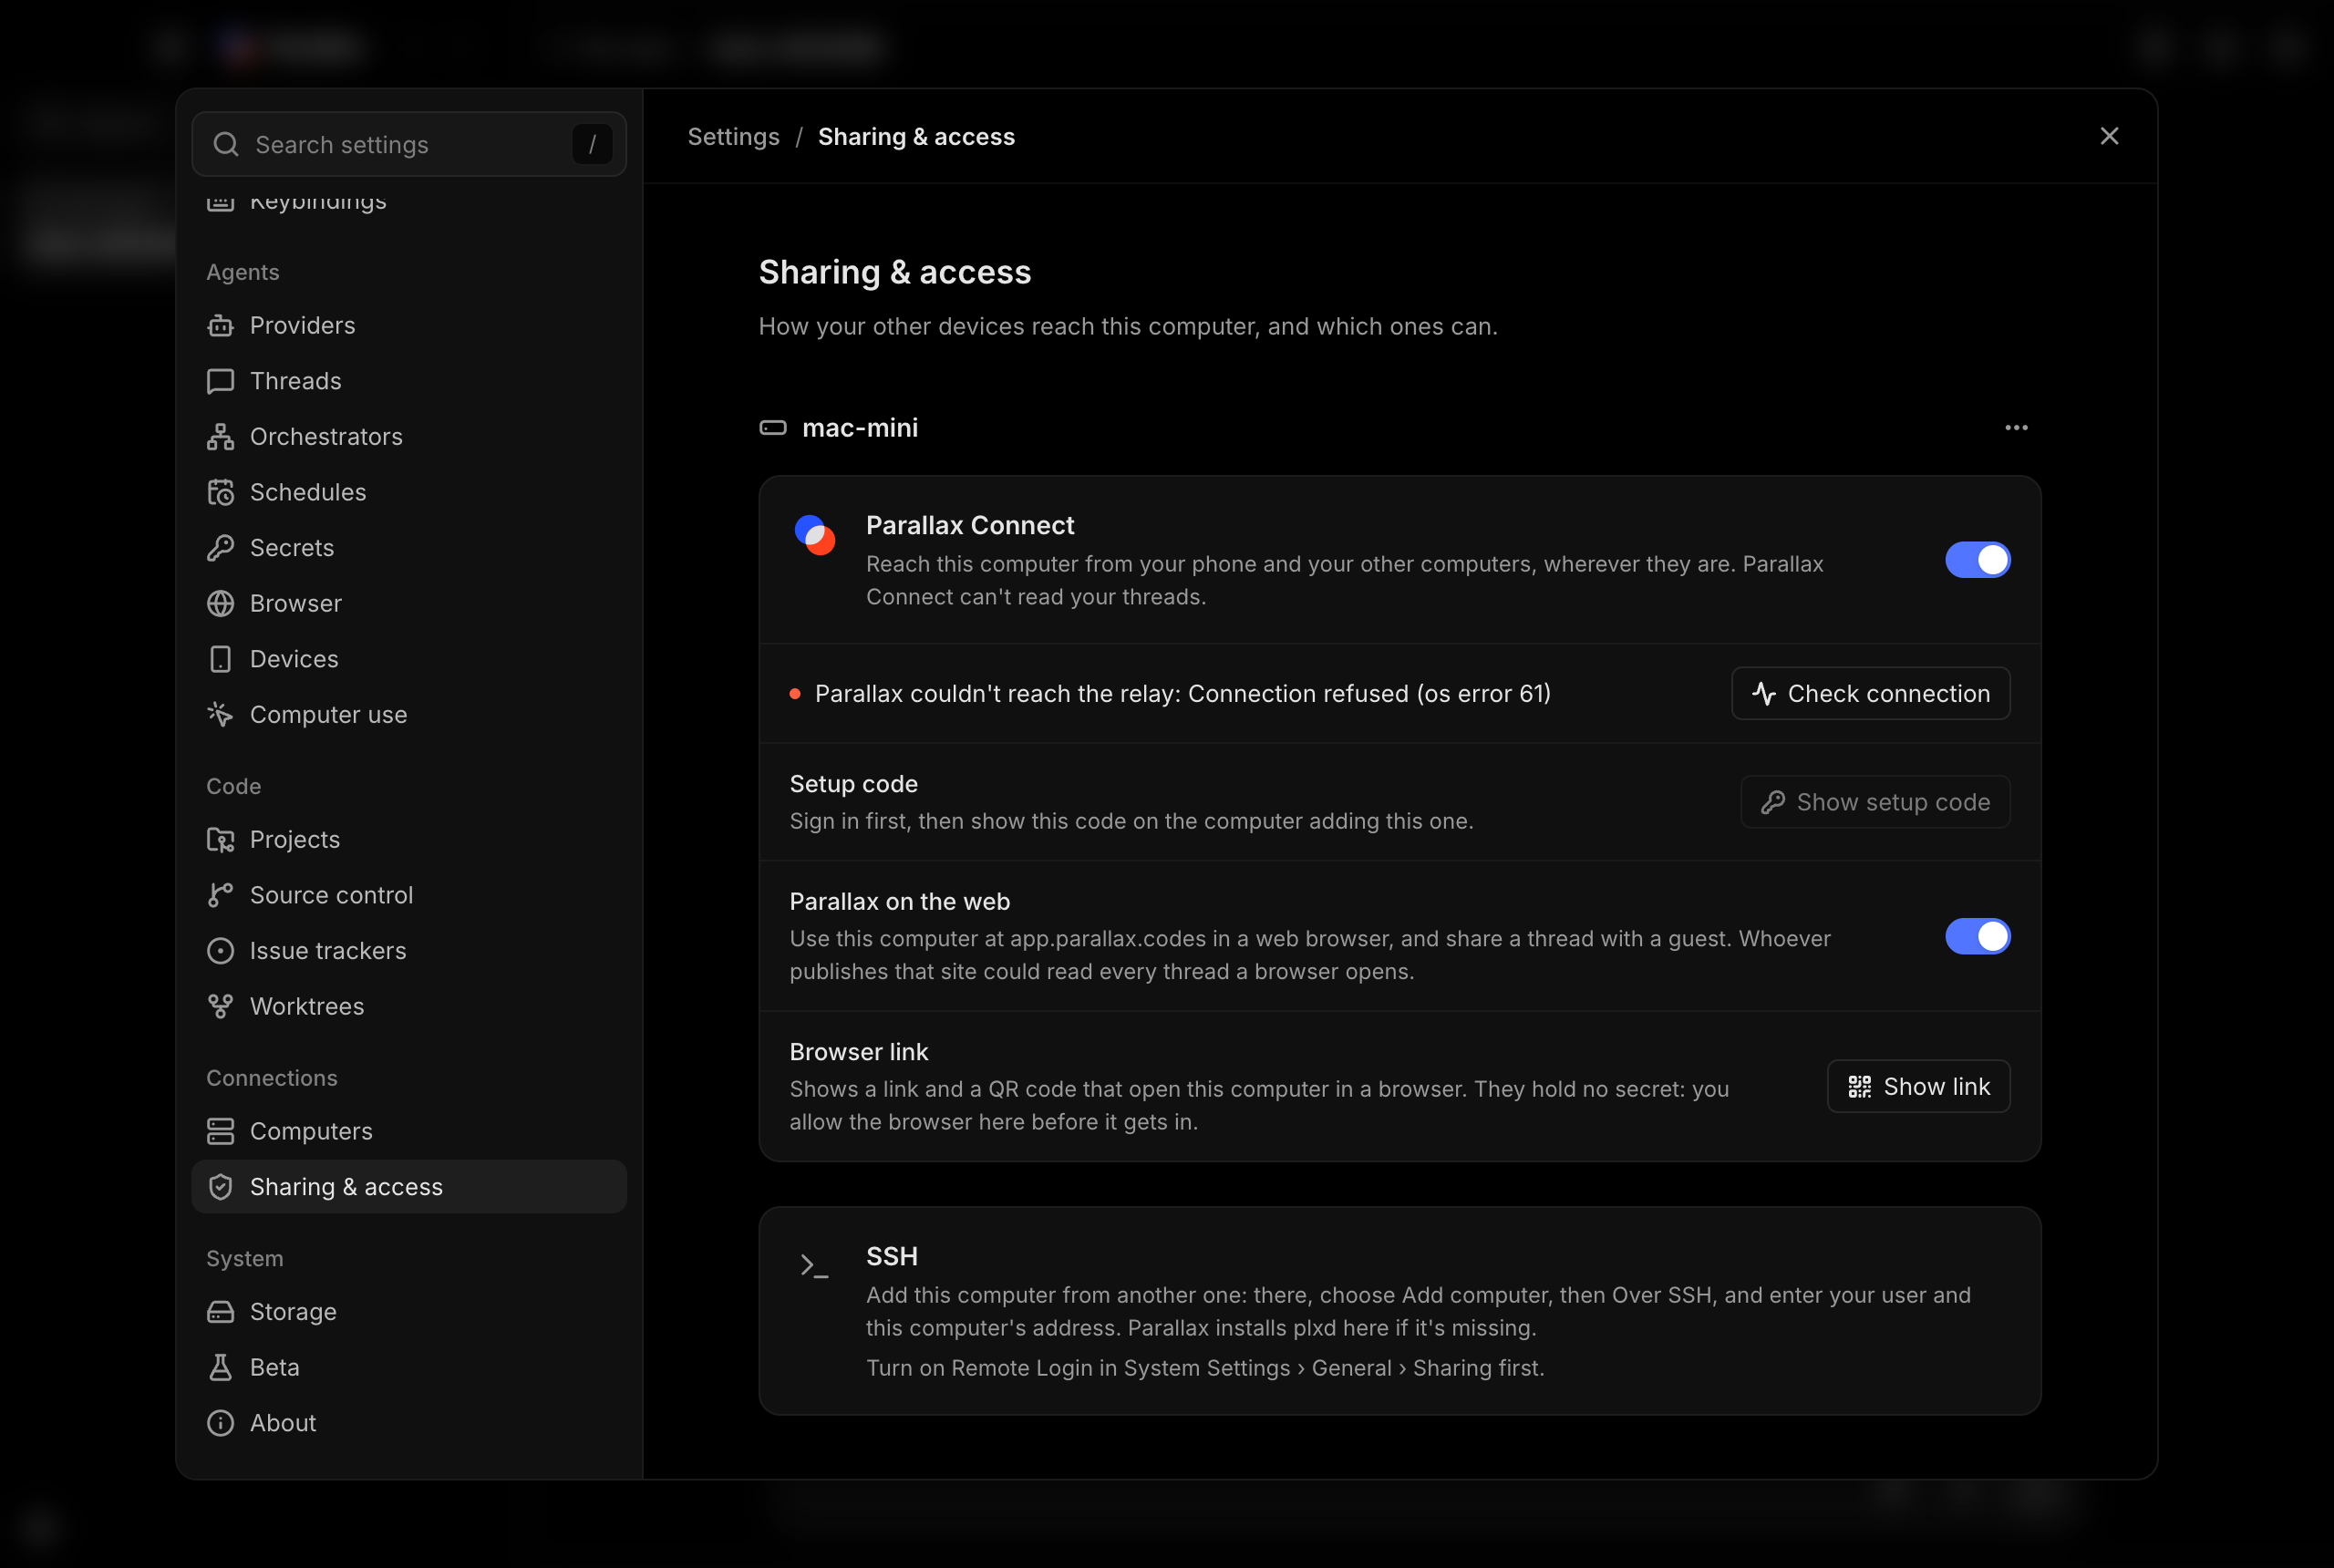 Search settings
/
Keybindings
Agents
Providers
Threads
Orchestrators
Schedules
Secrets
Browser
Devices
Computer use
Code
Projects
Source control
Issue trackers
Worktrees
Connections
Computers
Sharing & access
System
Storage
Beta
About
Settings / Sharing & access
Sharing & access
How your other devices reach this computer, and which ones can.
mac-mini
Parallax Connect
Reach this computer from your phone and your other computers, wherever they are. Parallax
Connect can't read your threads.
Parallax couldn't reach the relay: Connection refused (os error 61)
Check connection
Setup code
Sign in first, then show this code on the computer adding this one.
Show setup code
Parallax on the web
Use this computer at app.parallax.codes in a web browser, and share a thread with a guest. Whoever
publishes that site could read every thread a browser opens.
Browser link
Shows a link and a QR code that open this computer in a browser. They hold no secret: you
allow the browser here before it gets in.
Show link
SSH
Add this computer from another one: there, choose Add computer, then Over SSH, and enter your user and
this computer's address. Parallax installs plxd here if it's missing.
Turn on Remote Login in System Settings › General › Sharing first.